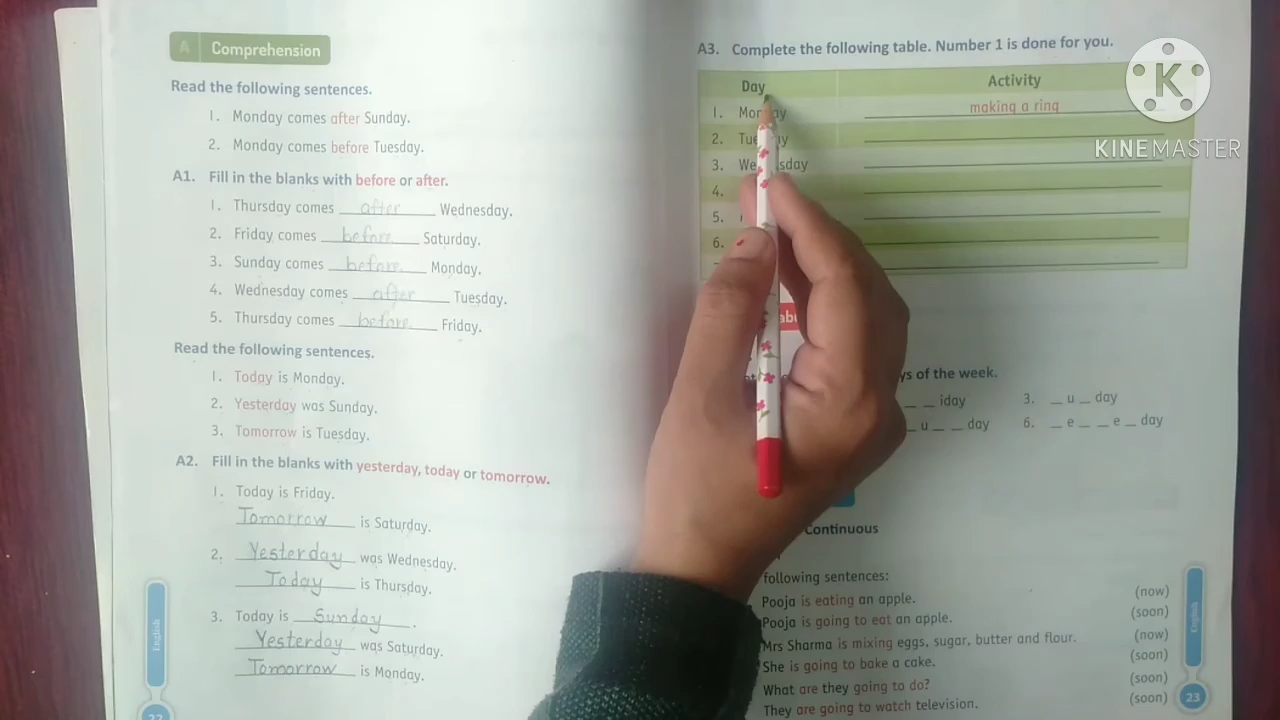 A Comprehension
Read the following sentences.
1. Monday comes after Sunday.
2. Monday comes before Tuesday.
A1. Fill in the blanks with before or after.
1. Thursday comes after Wednesday.
2. Friday comes before Saturday.
3. Sunday comes before Monday.
4. Wednesday comes after Tuesday.
5. Thursday comes before Friday.
Read the following sentences.
1. Today is Monday.
2. Yesterday was Sunday.
3. Tomorrow is Tuesday.
A2. Fill in the blanks with yesterday, today or tomorrow.
1. Today is Friday.
Tomorrow is Saturday.
2. Yesterday was Wednesday.
Today is Thursday.
3. Today is Sunday.
Yesterday was Saturday.
Tomorrow is Monday.
English
22
A3. Complete the following table. Number 1 is done for you.
Day Activity
1. Monday making a ring
2.
3.
4.
5.
6.
of the week.
_ _ iday 3. _ u _ day
_ u _ _ day 6. _ e _ _ e _ day
Continuous
following sentences:
Pooja is eating an apple. (now)
Pooja is going to eat an apple. (soon)
Mrs Sharma is mixing eggs, sugar, butter and flour. (now)
She is going to bake a cake. (soon)
What are they going to do? (soon)
They are going to watch television. (soon)
English
23
K
KINEMASTER